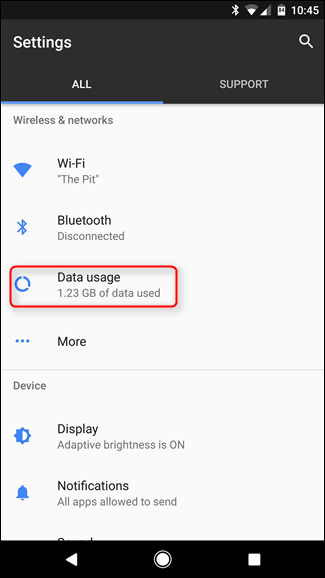 10:45
Settings
ALL SUPPORT
Wireless & networks
Wi-Fi
"The Pit"
Bluetooth
Disconnected
Data usage
1.23 GB of data used
More
Device
Display
Adaptive brightness is ON
Notifications
All apps allowed to send